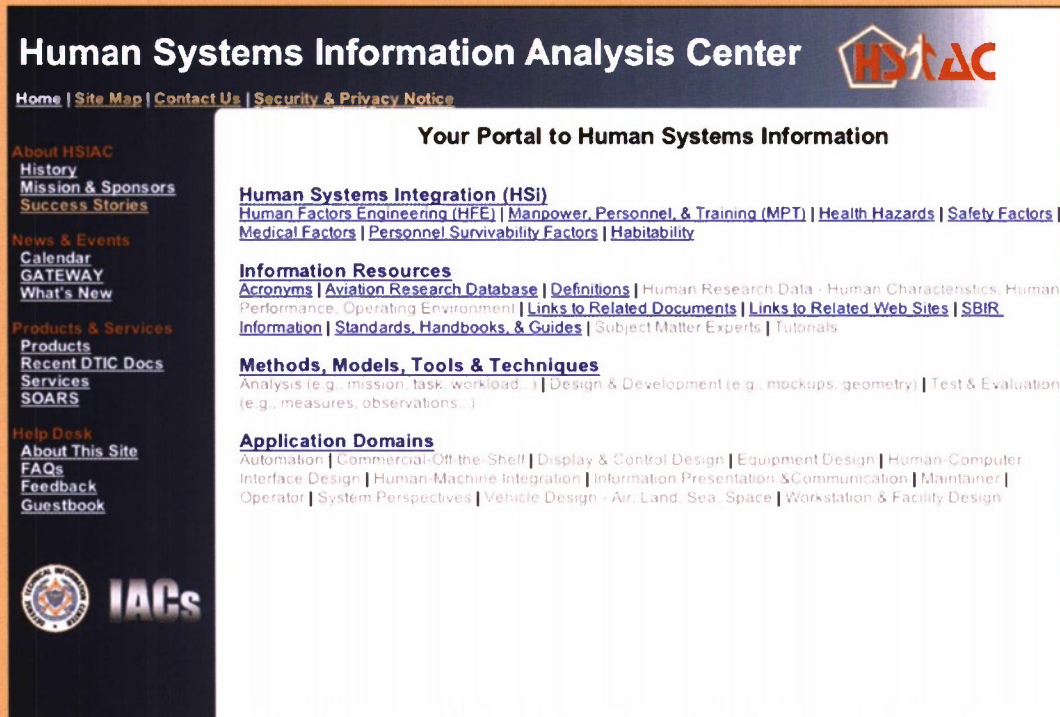 Human Systems Information Analysis Center
HSIAC
Home | Site Map | Contact Us | Security & Privacy Notice
About HSIAC
History
Mission & Sponsors
Success Stories
News & Events
Calendar
GATEWAY
What's New
Products & Services
Products
Recent DTIC Docs
Services
SOARS
Help Desk
About This Site
FAQs
Feedback
Guestbook
DEFENSE TECHNICAL INFORMATION CENTER
IACs
Your Portal to Human Systems Information
Human Systems Integration (HSI)
Human Factors Engineering (HFE) | Manpower, Personnel, & Training (MPT) | Health Hazards | Safety Factors |
Medical Factors | Personnel Survivability Factors | Habitability
Information Resources
Acronyms | Aviation Research Database | Definitions | Human Research Data - Human Characteristics, Human
Performance, Operating Environment | Links to Related Documents | Links to Related Web Sites | SBIR
Information | Standards, Handbooks, & Guides | Subject Matter Experts | Tutorials
Methods, Models, Tools & Techniques
Analysis (e.g., mission, task, workload...) | Design & Development (e.g., mockups, geometry) | Test & Evaluation
(e.g., measures, observations...)
Application Domains
Automation | Commercial-Off-the-Shelf | Display & Control Design | Equipment Design | Human-Computer
Interface Design | Human-Machine Integration | Information Presentation &Communication | Maintainer |
Operator | System Perspectives | Vehicle Design - Air, Land, Sea, Space | Workstation & Facility Design